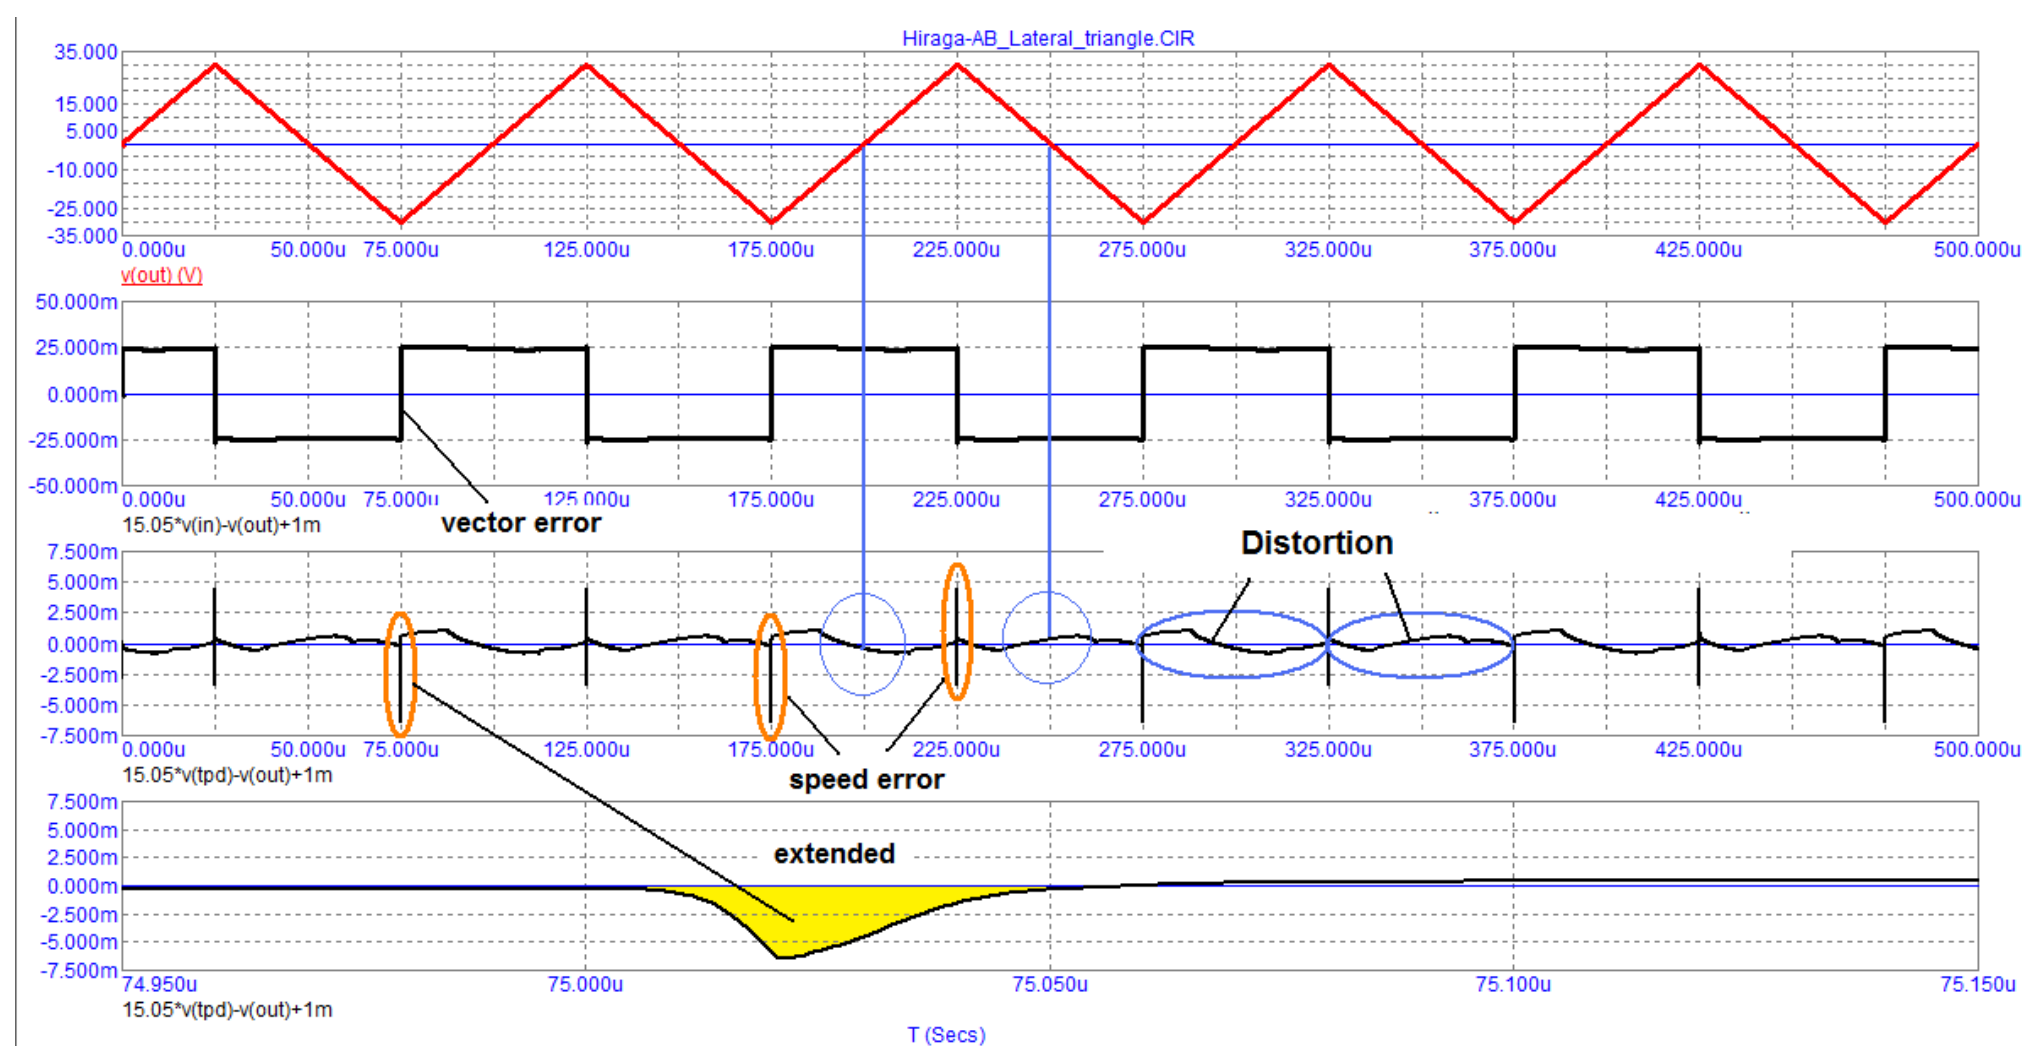 Hiraga-AB_Lateral_triangle.CIR
35.000
15.000
5.000
-10.000
-25.000
-35.000
0.000u 50.000u 75.000u 125.000u 175.000u 225.000u 275.000u 325.000u 375.000u 425.000u 500.000u
v(out) (V)
50.000m
25.000m
0.000m
-25.000m
-50.000m
0.000u 50.000u 75.000u 125.000u 175.000u 225.000u 275.000u 325.000u 375.000u 425.000u 500.000u
15.05*v(in)-v(out)+1m
vector error
Distortion
7.500m
5.000m
2.500m
0.000m
-2.500m
-5.000m
-7.500m
0.000u 50.000u 75.000u 125.000u 175.000u 225.000u 275.000u 325.000u 375.000u 425.000u 500.000u
15.05*v(tpd)-v(out)+1m
speed error
7.500m
5.000m
2.500m
extended
0.000m
-2.500m
-5.000m
-7.500m
74.950u 75.000u 75.050u 75.100u 75.150u
15.05*v(tpd)-v(out)+1m
T (Secs)